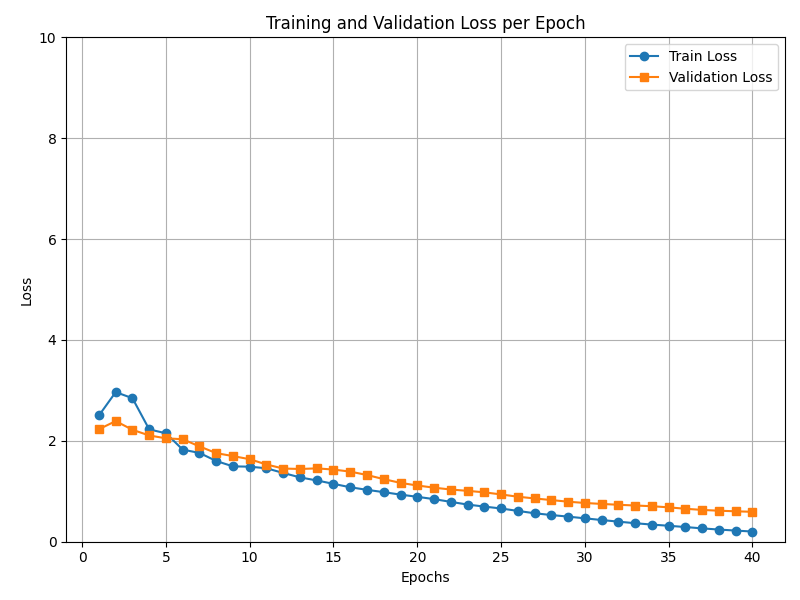 Training and Validation Loss per Epoch
10
8
6
4
2
0
Loss
Train Loss
Validation Loss
0 5 10 15 20 25 30 35 40
Epochs